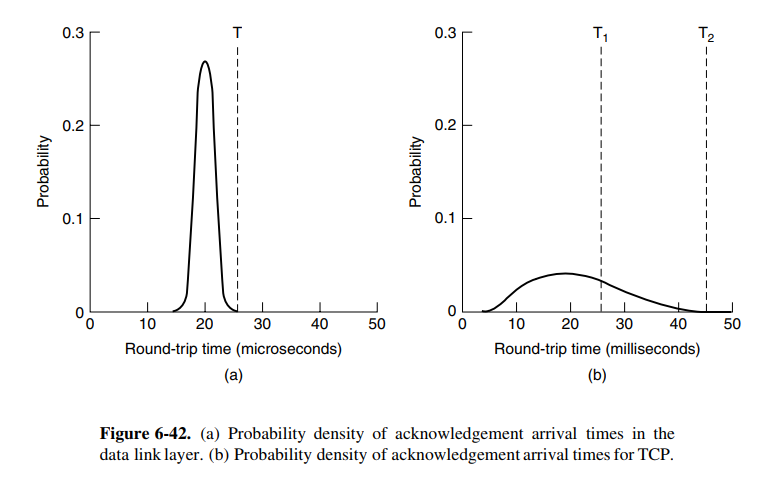 0.3
T
0.2
0.1
0
Probability
0 10 20 30 40 50
Round-trip time (microseconds)
(a)
0.3
T1 T2
0.2
0.1
0
Probability
0 10 20 30 40 50
Round-trip time (milliseconds)
(b)
Figure 6-42. (a) Probability density of acknowledgement arrival times in the
data link layer. (b) Probability density of acknowledgement arrival times for TCP.